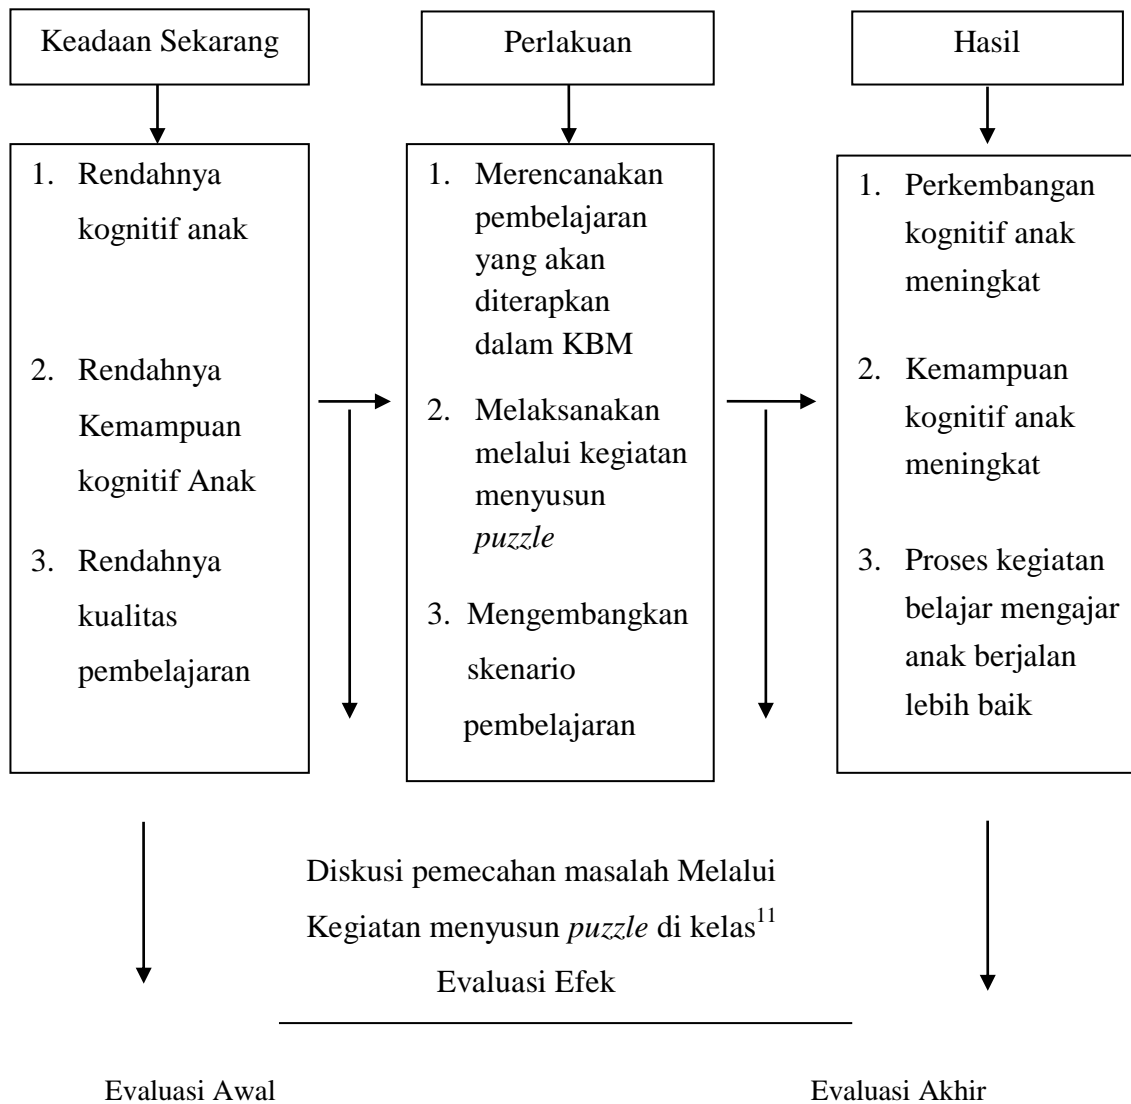 Keadaan Sekarang
Perlakuan
Hasil
1. Rendahnya
kognitif anak
2. Rendahnya
Kemampuan
kognitif Anak
3. Rendahnya
kualitas
pembelajaran
1. Merencanakan
pembelajaran
yang akan
diterapkan
dalam KBM
2. Melaksanakan
melalui kegiatan
menyusun
puzzle
3. Mengembangkan
skenario
pembelajaran
1. Perkembangan
kognitif anak
meningkat
2. Kemampuan
kognitif anak
meningkat
3. Proses kegiatan
belajar mengajar
anak berjalan
lebih baik
Diskusi pemecahan masalah Melalui
Kegiatan menyusun puzzle di kelas¹¹
Evaluasi Efek
Evaluasi Awal
Evaluasi Akhir